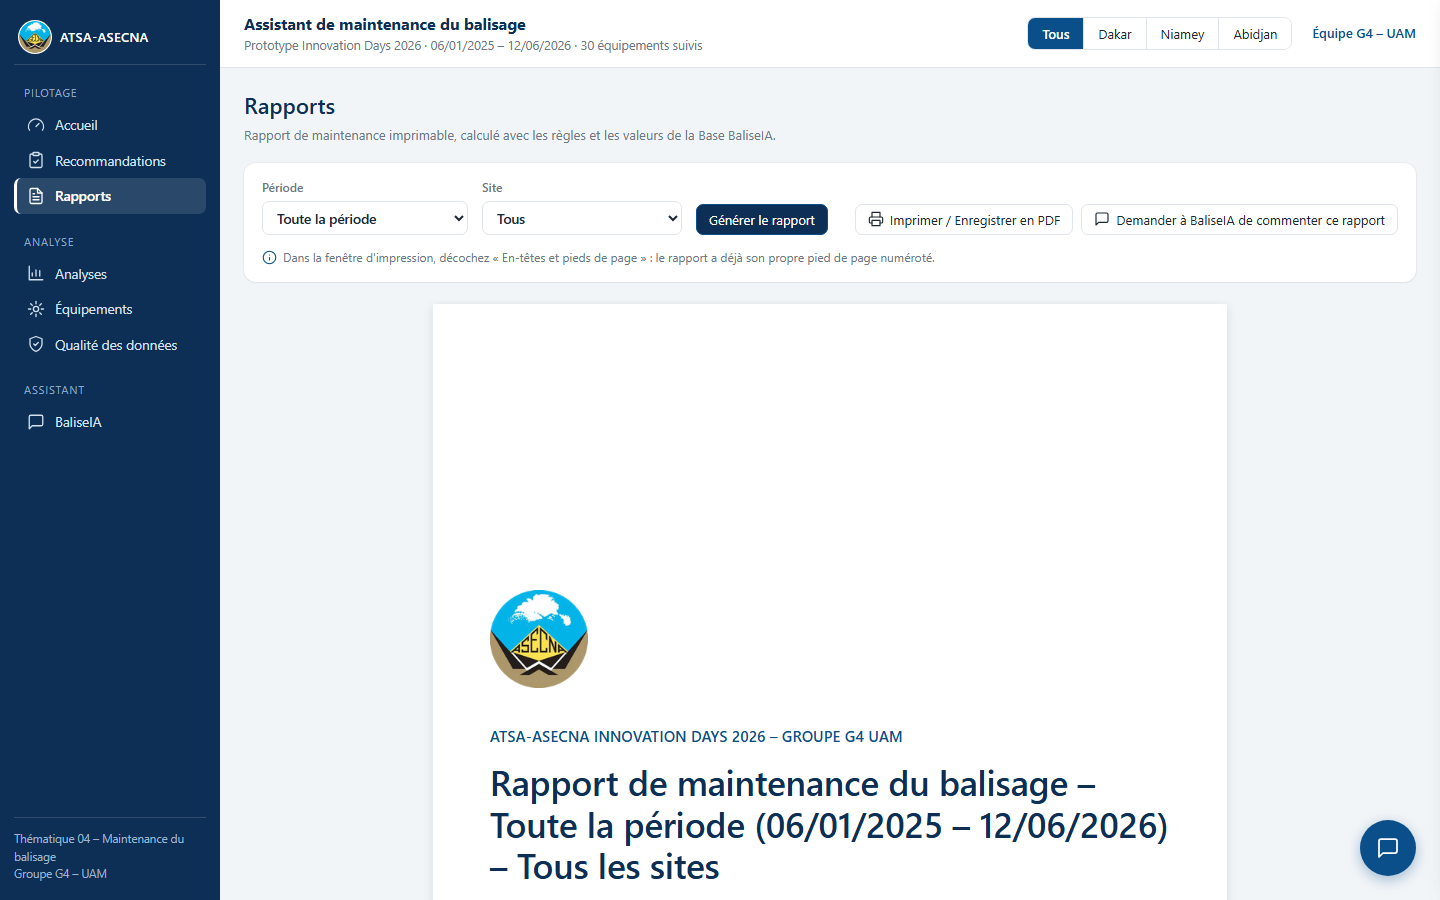 ATSA-ASECNA
PILOTAGE
Accueil
Recommandations
Rapports
ANALYSE
Analyses
Équipements
Qualité des données
ASSISTANT
BaliseIA
Thématique 04 – Maintenance du
balisage
Groupe G4 – UAM
Assistant de maintenance du balisage
Prototype Innovation Days 2026 · 06/01/2025 – 12/06/2026 · 30 équipements suivis
Tous
Dakar
Niamey
Abidjan
Équipe G4 – UAM
Rapports
Rapport de maintenance imprimable, calculé avec les règles et les valeurs de la Base BaliseIA.
Période
Site
Toute la période
Tous
Générer le rapport
Imprimer / Enregistrer en PDF
Demander à BaliseIA de commenter ce rapport
Dans la fenêtre d'impression, décochez « En-têtes et pieds de page » : le rapport a déjà son propre pied de page numéroté.
ASECNA
ATSA-ASECNA INNOVATION DAYS 2026 – GROUPE G4 UAM
Rapport de maintenance du balisage –
Toute la période (06/01/2025 – 12/06/2026)
– Tous les sites